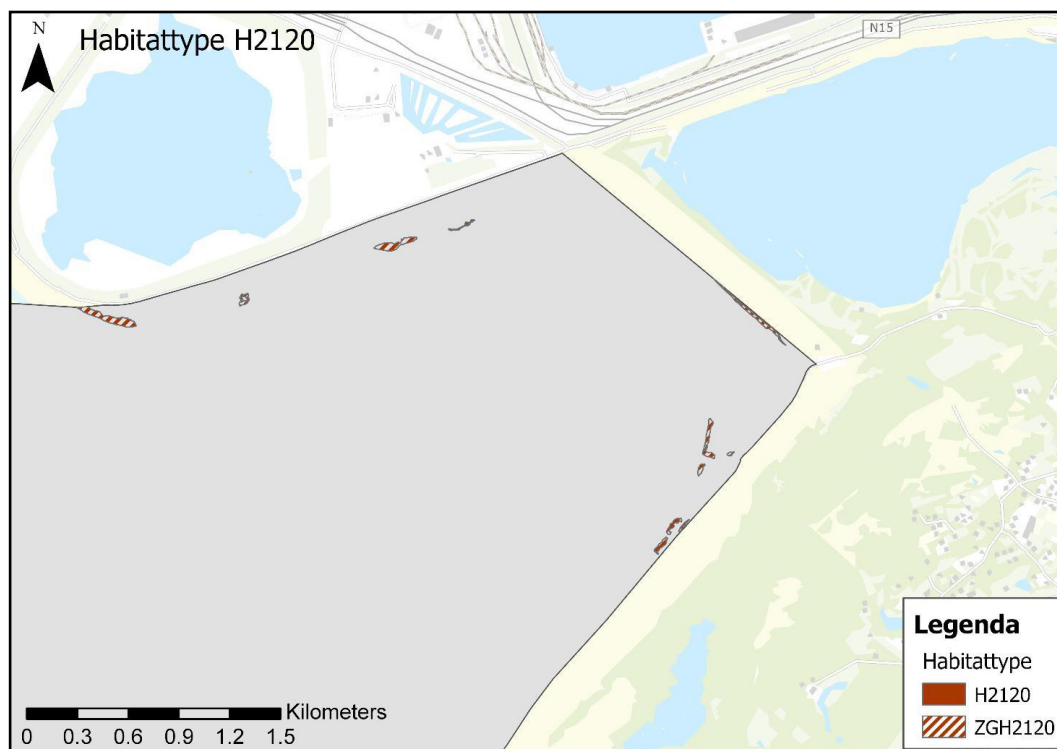 N
Habitattype H2120
N15
Legenda
Habitattype
H2120
ZGH2120
Kilometers
0 0.3 0.6 0.9 1.2 1.5